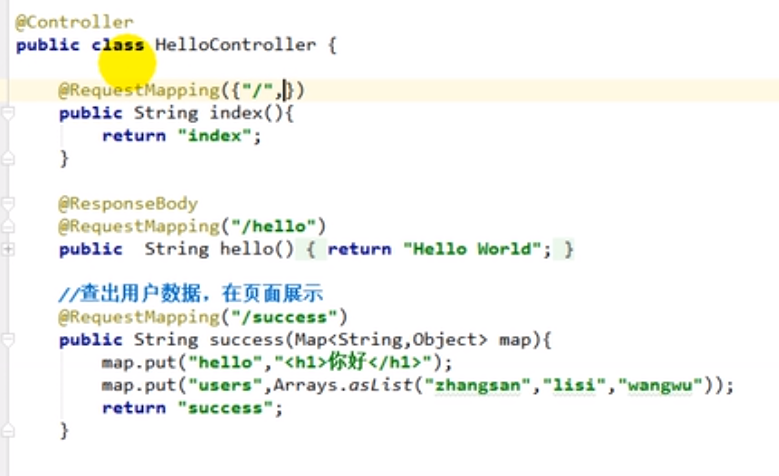 @Controller
public class HelloController {
@RequestMapping({"/",})
public String index(){
return "index";
}
@ResponseBody
@RequestMapping("/hello")
public  String hello() { return "Hello World"; }
//查出用户数据，在页面展示
@RequestMapping("/success")
public String success(Map<String,Object> map){
map.put("hello","<h1>你好</h1>");
map.put("users",Arrays.asList("zhangsan","lisi","wangwu"));
return "success";
}